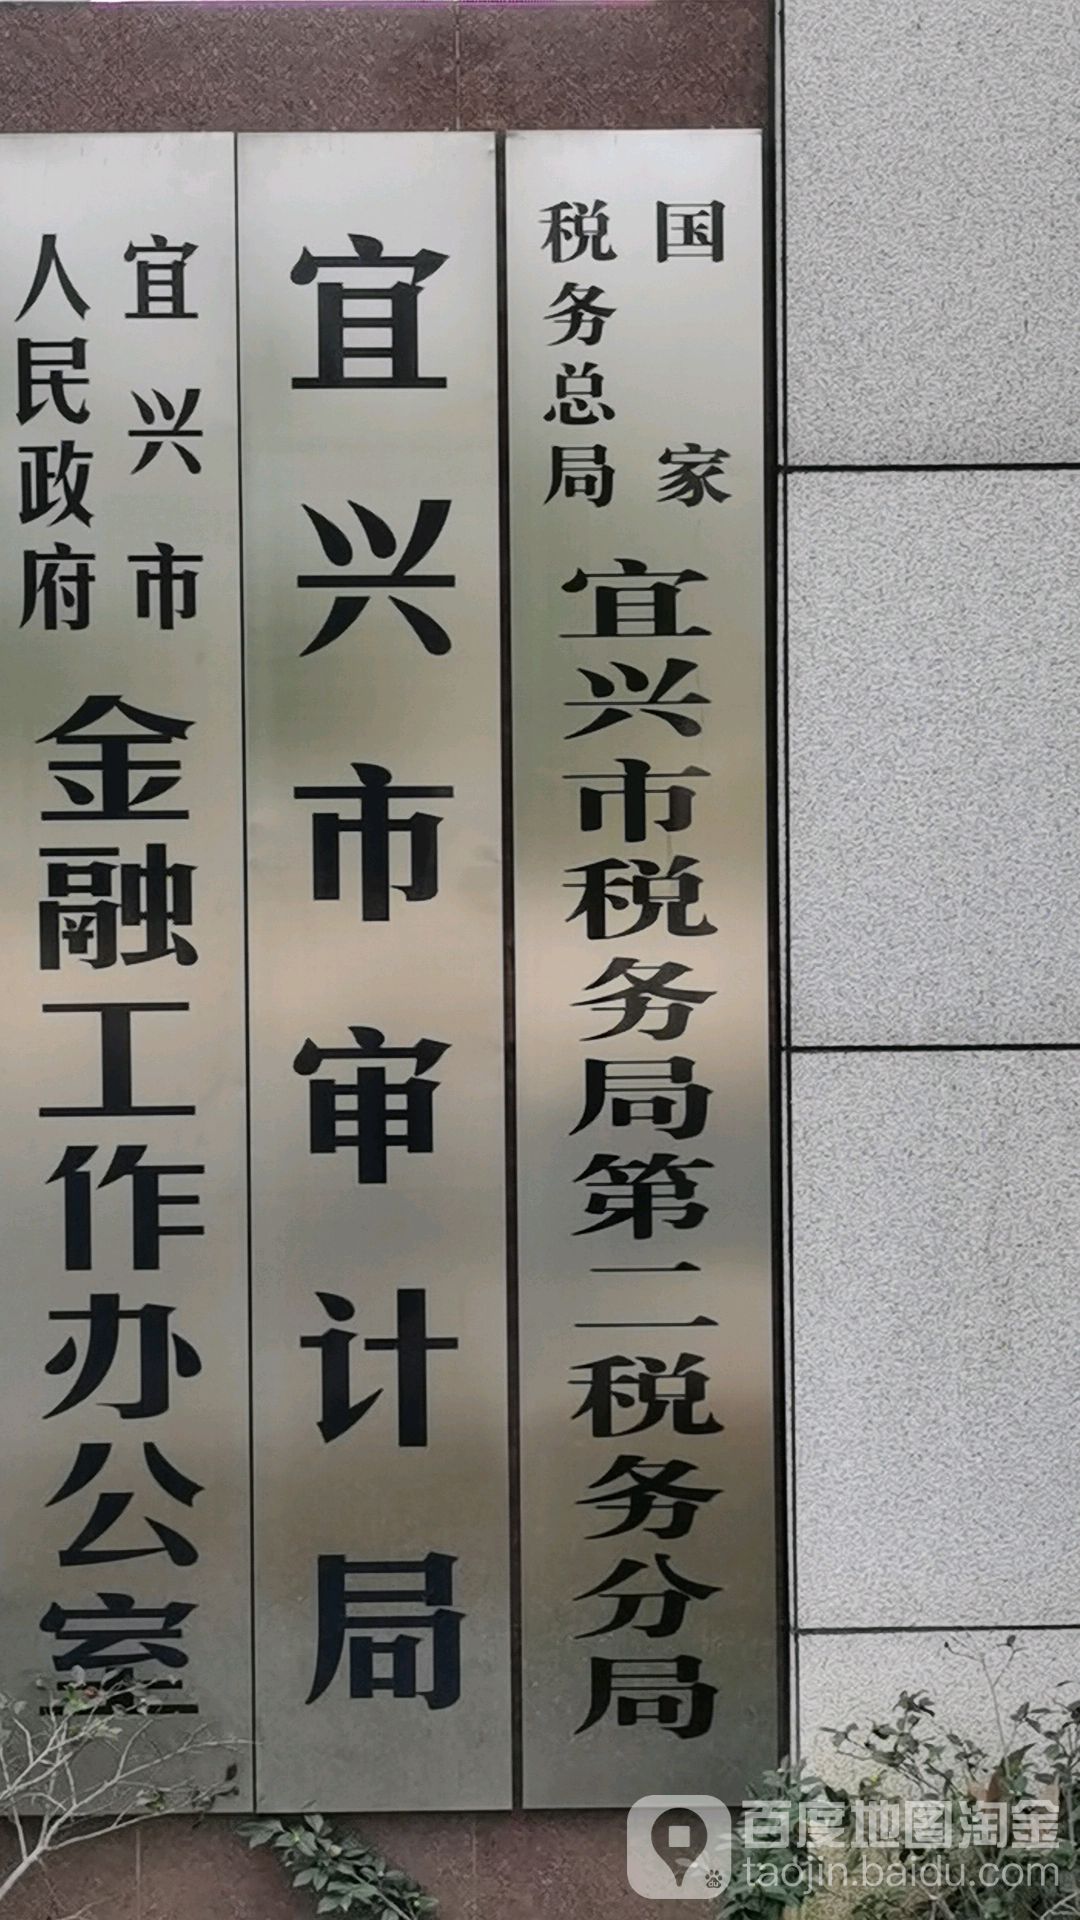 国家
税务总局
宜兴市税务局第二税务分局
宜兴市审计局
宜兴市
人民政府
金融工作办公室
百度地图淘金
taojin.baidu.com